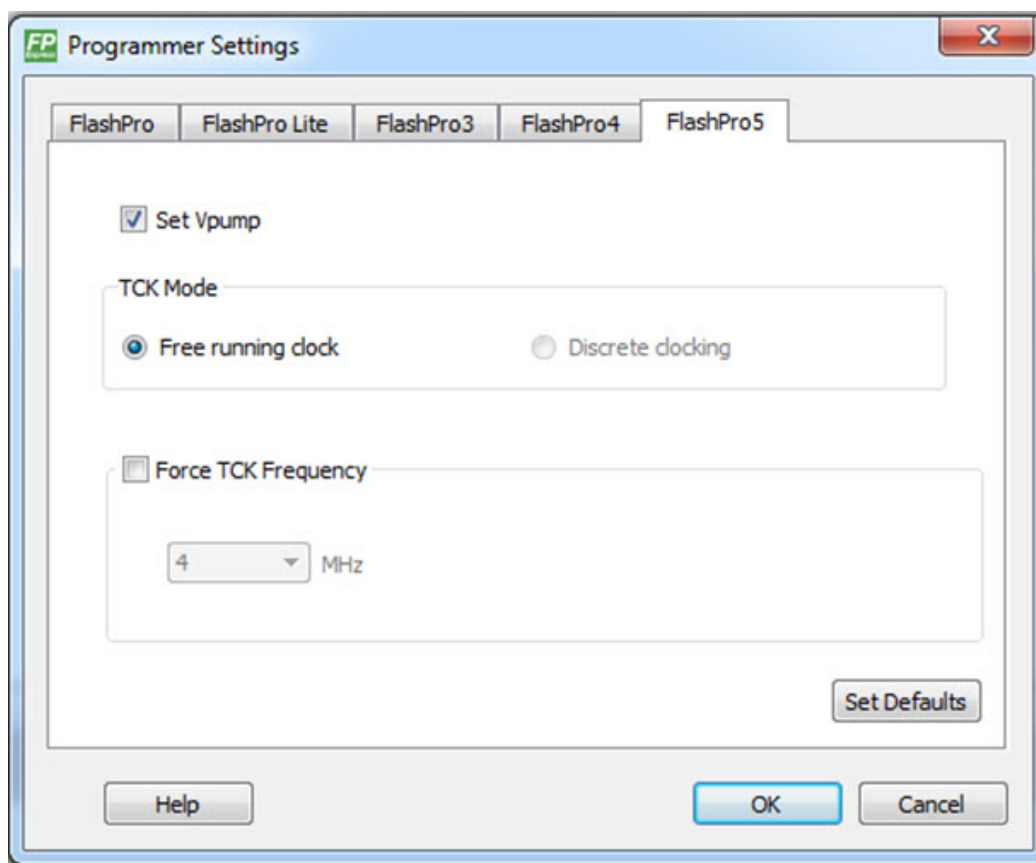 FP Express Programmer Settings
FlashPro FlashPro Lite FlashPro3 FlashPro4 FlashPro5
Set Vpump
TCK Mode
Free running clock Discrete clocking
Force TCK Frequency
4 MHz
Set Defaults
Help OK Cancel